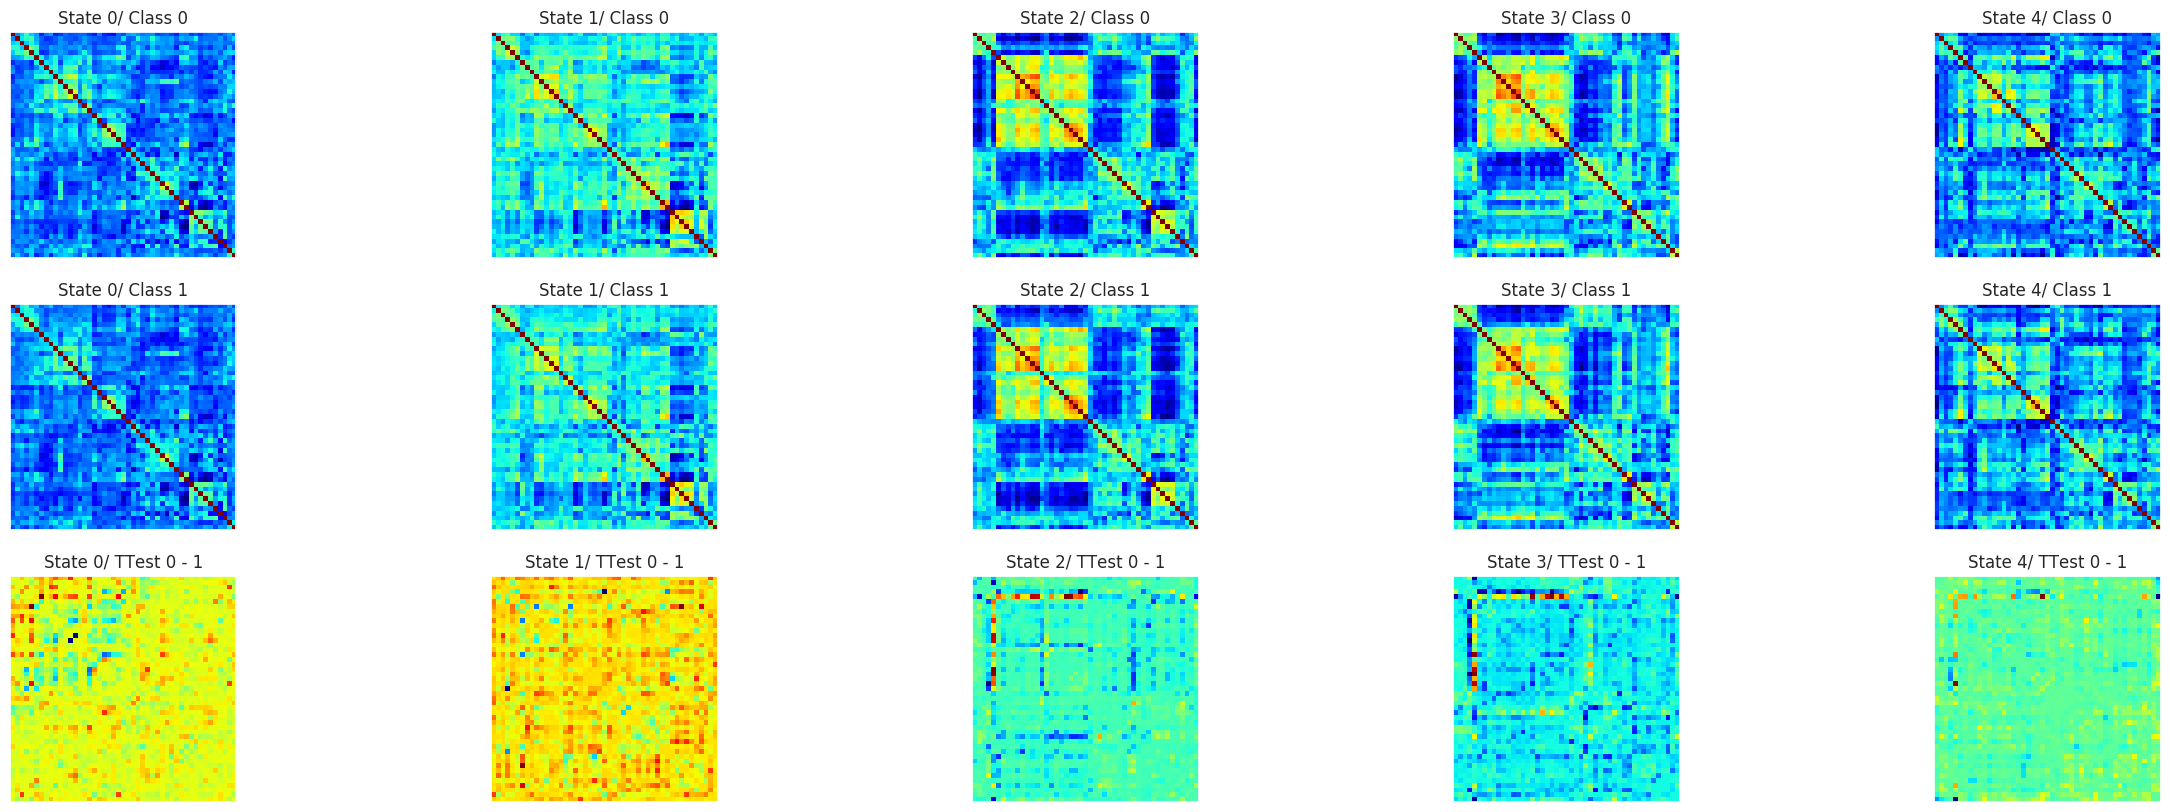 State 0/ Class 0
State 1/ Class 0
State 2/ Class 0
State 3/ Class 0
State 4/ Class 0
State 0/ Class 1
State 1/ Class 1
State 2/ Class 1
State 3/ Class 1
State 4/ Class 1
State 0/ TTest 0 - 1
State 1/ TTest 0 - 1
State 2/ TTest 0 - 1
State 3/ TTest 0 - 1
State 4/ TTest 0 - 1